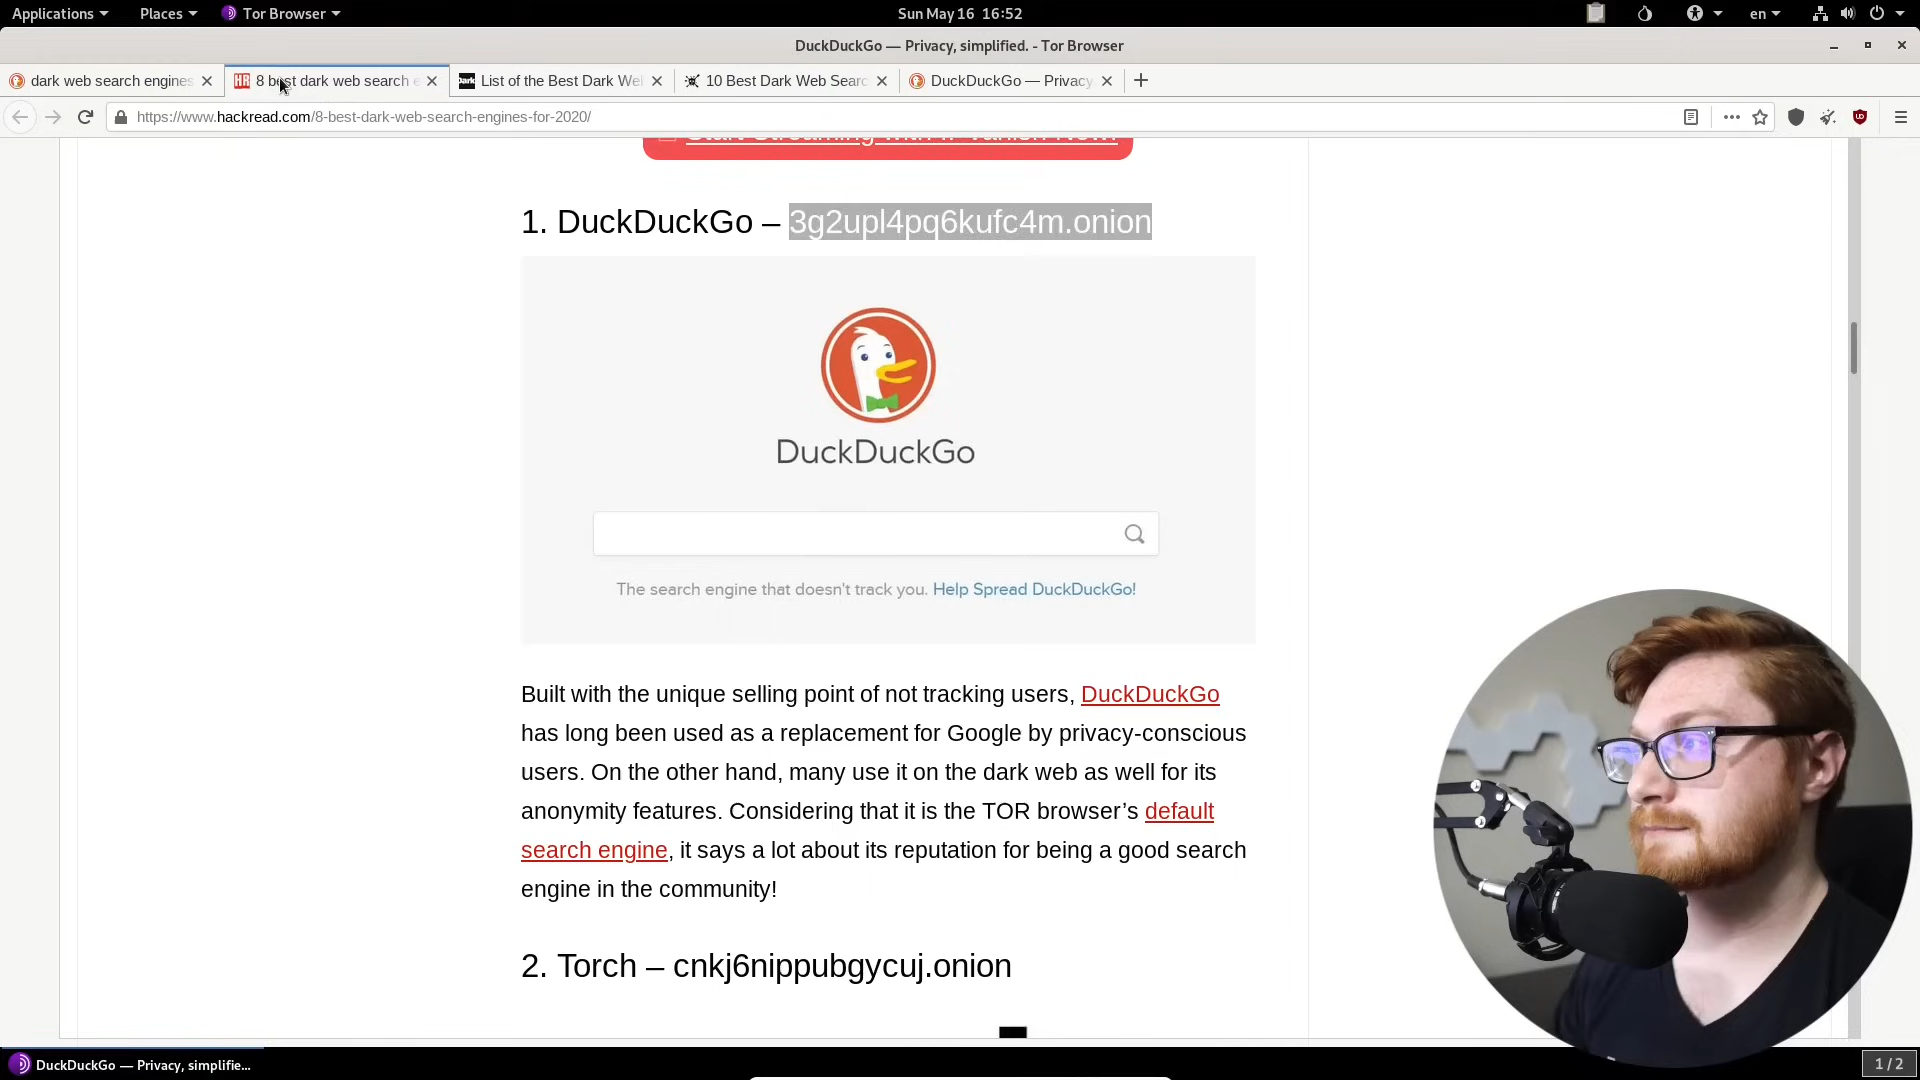 Applications Places Tor Browser Sun May 16 16:52 en
DuckDuckGo — Privacy, simplified. - Tor Browser
dark web search engines 8 best dark web search e List of the Best Dark We 10 Best Dark Web Searc DuckDuckGo — Privacy
https://www.hackread.com/8-best-dark-web-search-engines-for-2020/
1. DuckDuckGo – 3g2upl4pq6kufc4m.onion
DuckDuckGo
The search engine that doesn't track you. Help Spread DuckDuckGo!
Built with the unique selling point of not tracking users, DuckDuckGo
has long been used as a replacement for Google by privacy-conscious
users. On the other hand, many use it on the dark web as well for its
anonymity features. Considering that it is the TOR browser’s default
search engine, it says a lot about its reputation for being a good search
engine in the community!
2. Torch – cnkj6nippubgycuj.onion
DuckDuckGo — Privacy, simplifie...
1 / 2